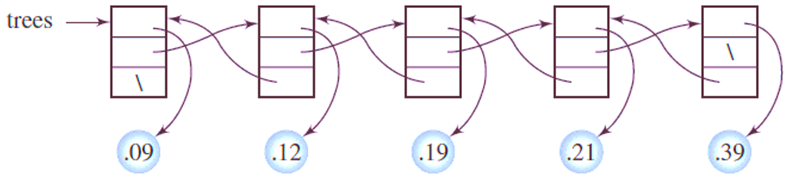 trees
\
\
.09 .12 .19 .21 .39